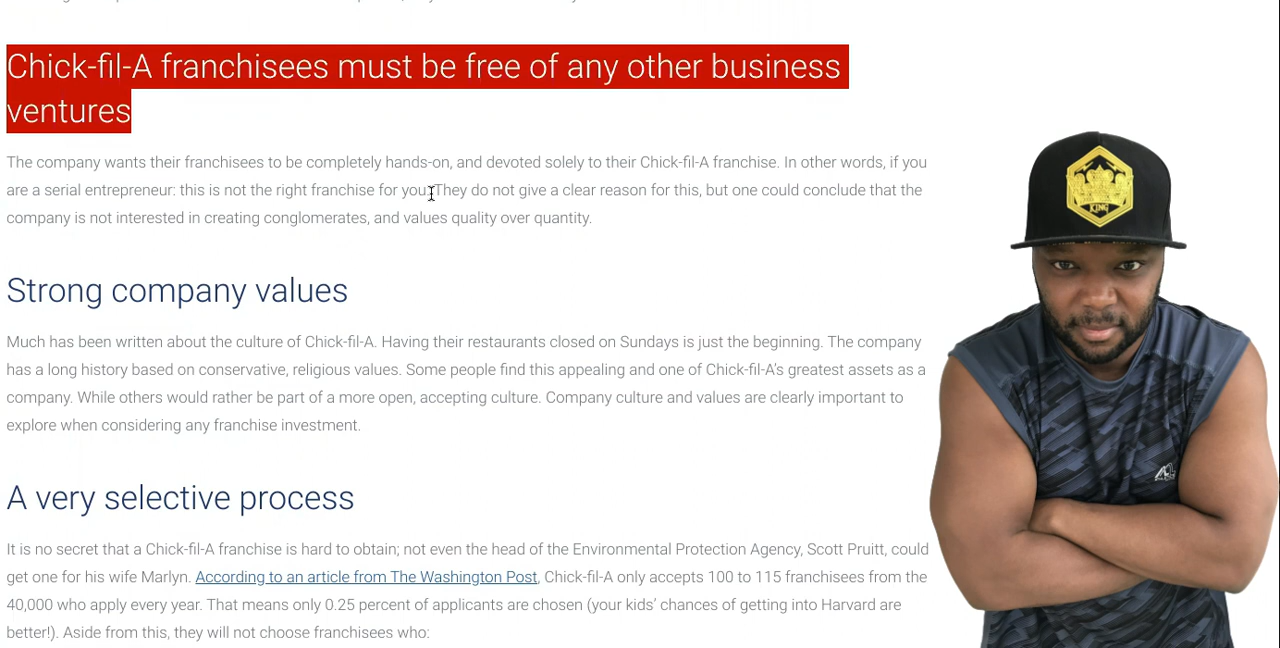 Chick-fil-A franchisees must be free of any other business
ventures
The company wants their franchisees to be completely hands-on, and devoted solely to their Chick-fil-A franchise. In other words, if you
are a serial entrepreneur: this is not the right franchise for you. They do not give a clear reason for this, but one could conclude that the
company is not interested in creating conglomerates, and values quality over quantity.
Strong company values
Much has been written about the culture of Chick-fil-A. Having their restaurants closed on Sundays is just the beginning. The company
has a long history based on conservative, religious values. Some people find this appealing and one of Chick-fil-A's greatest assets as a
company. While others would rather be part of a more open, accepting culture. Company culture and values are clearly important to
explore when considering any franchise investment.
A very selective process
It is no secret that a Chick-fil-A franchise is hard to obtain; not even the head of the Environmental Protection Agency, Scott Pruitt, could
get one for his wife Marlyn. According to an article from The Washington Post, Chick-fil-A only accepts 100 to 115 franchisees from the
40,000 who apply every year. That means only 0.25 percent of applicants are chosen (your kids' chances of getting into Harvard are
better!). Aside from this, they will not choose franchisees who:
KING